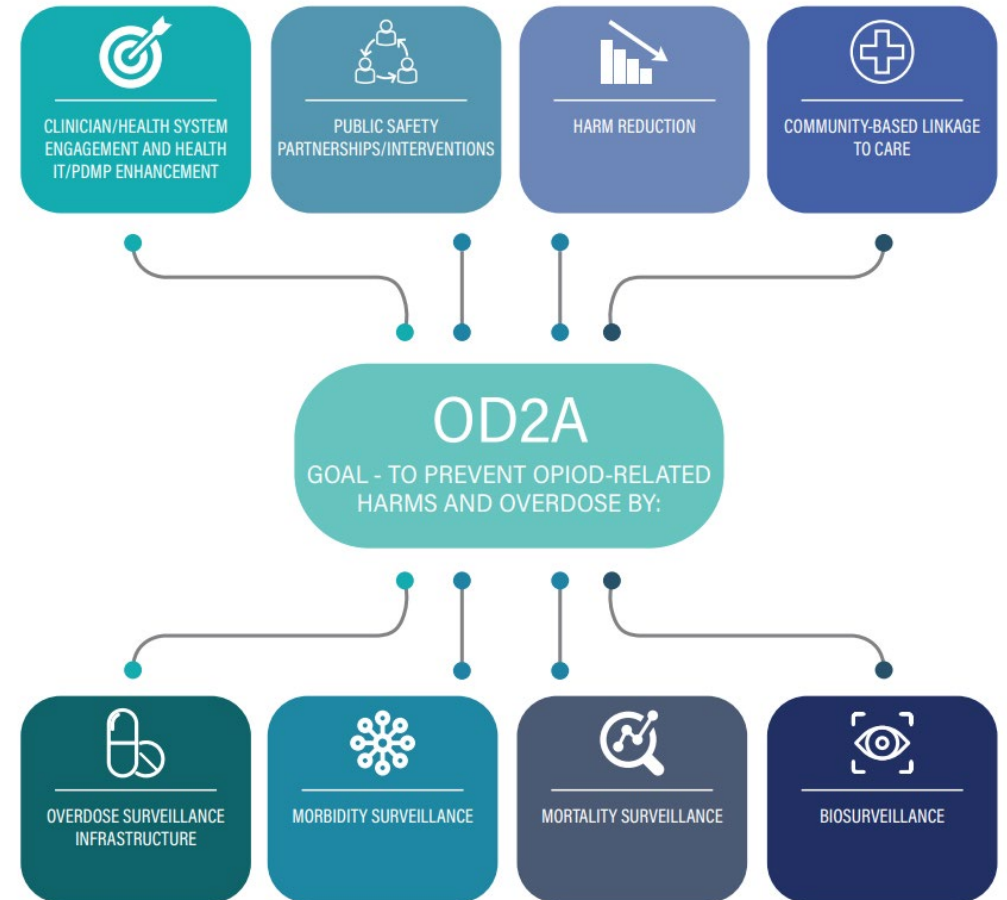 CLINICIAN/HEALTH SYSTEM
ENGAGEMENT AND HEALTH
IT/PDMP ENHANCEMENT
PUBLIC SAFETY
PARTNERSHIPS/INTERVENTIONS
HARM REDUCTION
COMMUNITY-BASED LINKAGE
TO CARE
OD2A
GOAL - TO PREVENT OPIOD-RELATED
HARMS AND OVERDOSE BY:
OVERDOSE SURVEILLANCE
INFRASTRUCTURE
MORBIDITY SURVEILLANCE
MORTALITY SURVEILLANCE
BIOSURVEILLANCE